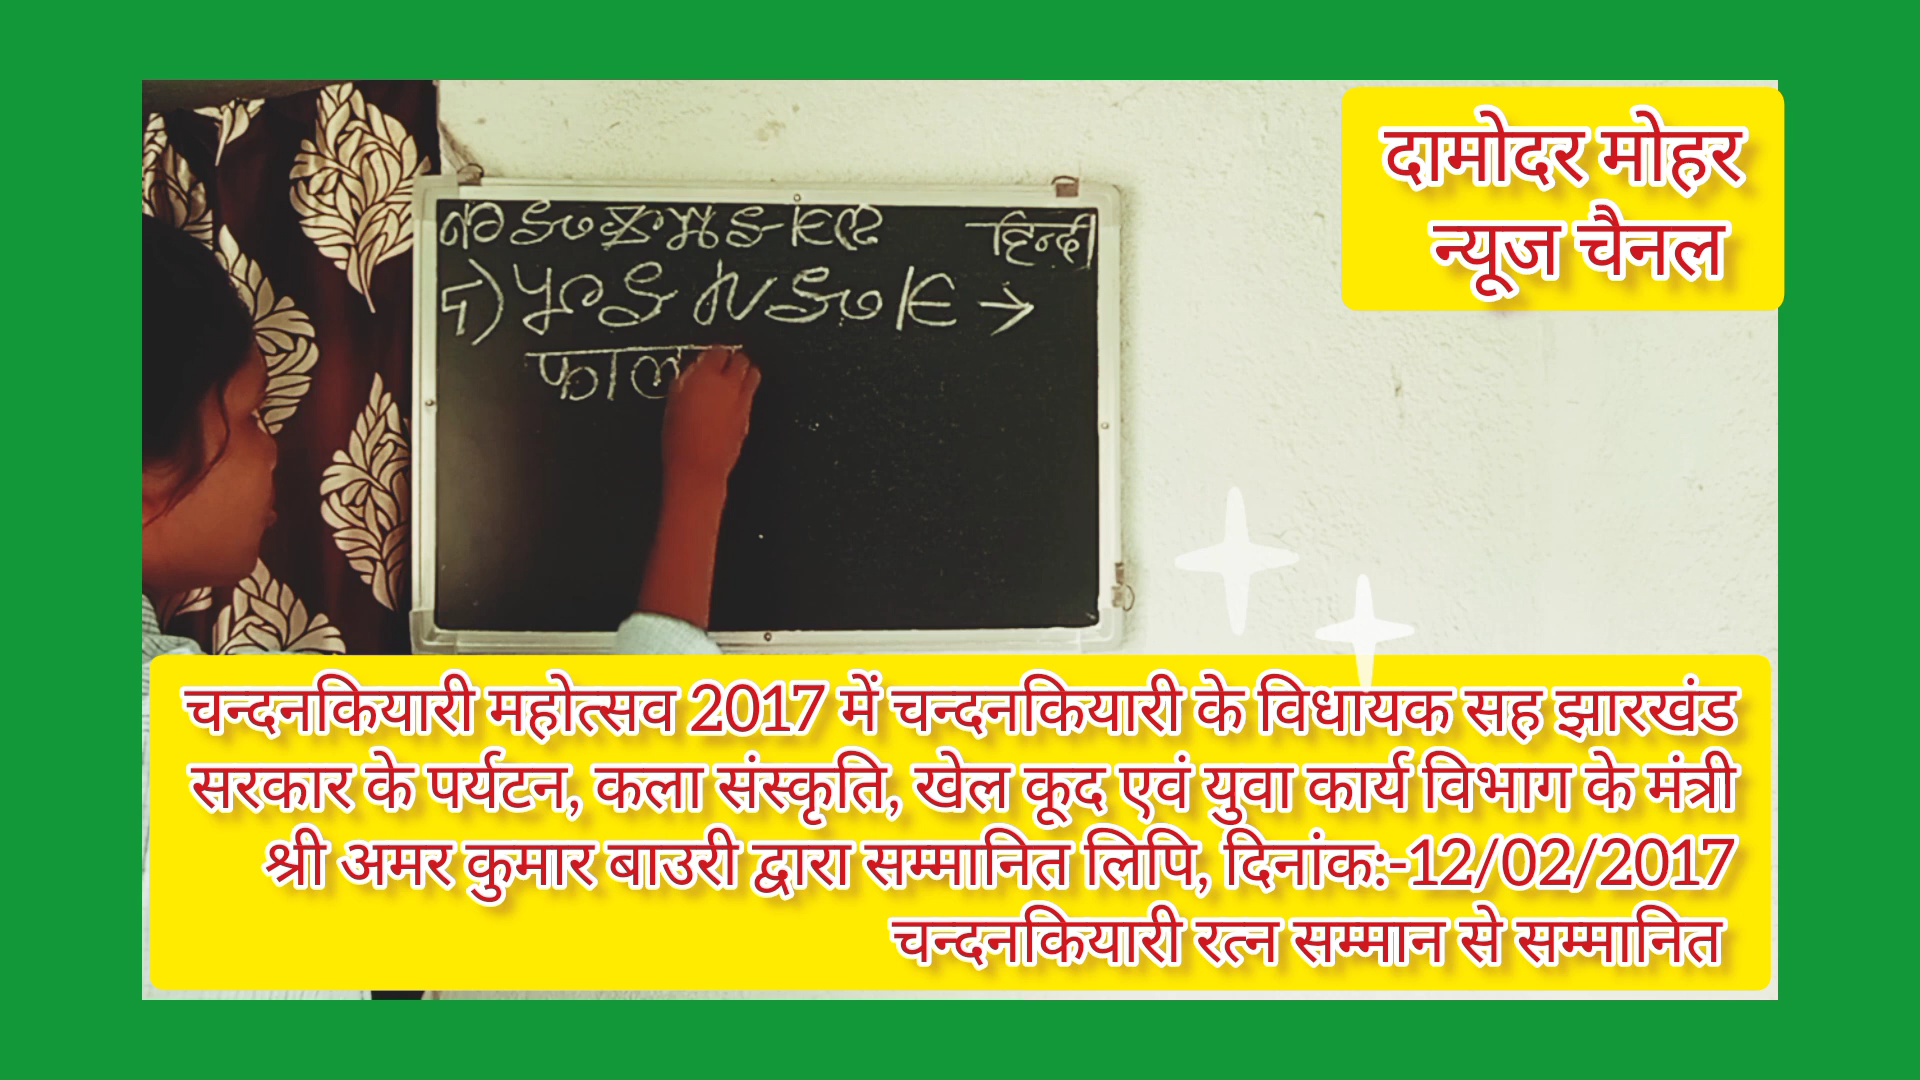 दामोदर मोहर
न्यूज चैनल
हिन्दी
चन्दनकियारी महोत्सव 2017 में चन्दनकियारी के विधायक सह झारखंड
सरकार के पर्यटन, कला संस्कृति, खेल कूद एवं युवा कार्य विभाग के मंत्री
श्री अमर कुमार बाउरी द्वारा सम्मानित लिपि, दिनांक:-12/02/2017
चन्दनकियारी रत्न सम्मान से सम्मानित